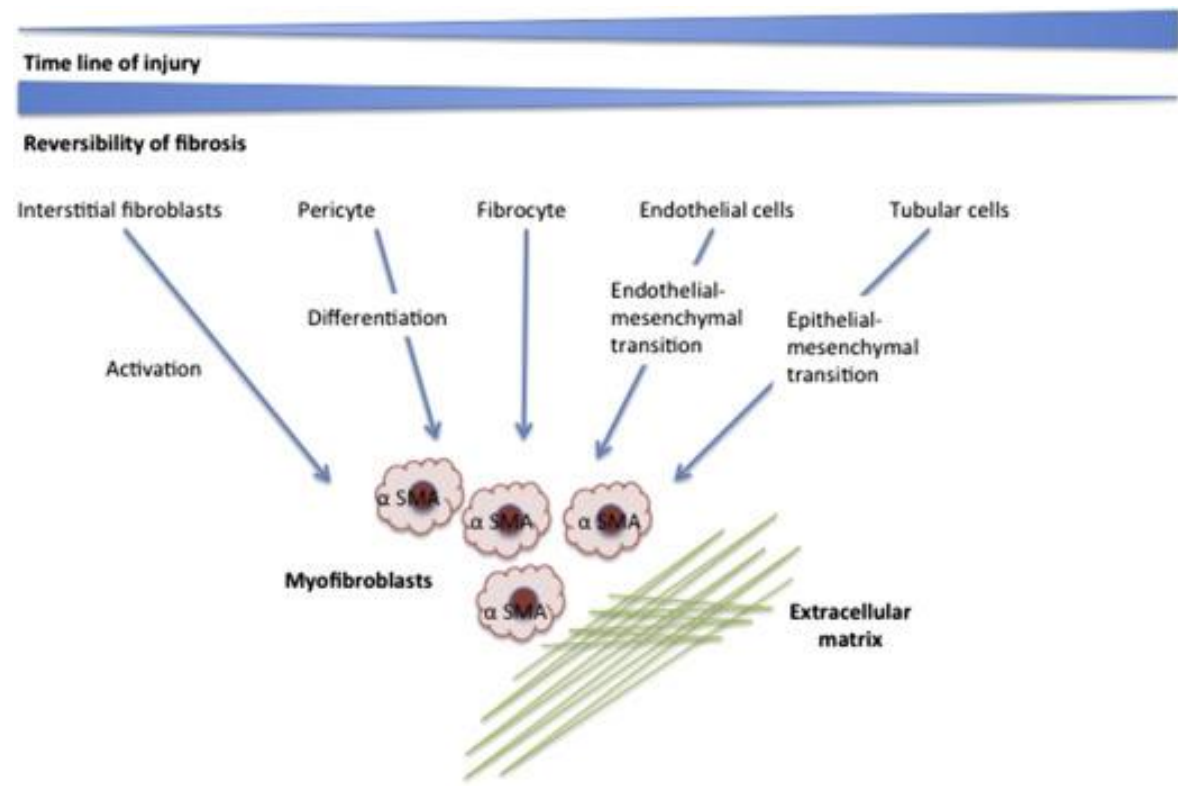 Time line of injury
Reversibility of fibrosis
Interstitial fibroblasts
Pericyte
Fibrocyte
Endothelial cells
Tubular cells
Endothelial-
mesenchymal
transition
Differentiation
Epithelial-
mesenchymal
transition
Activation
α SMA
α SMA
α SMA
Myofibroblasts
α SMA
Extracellular
matrix